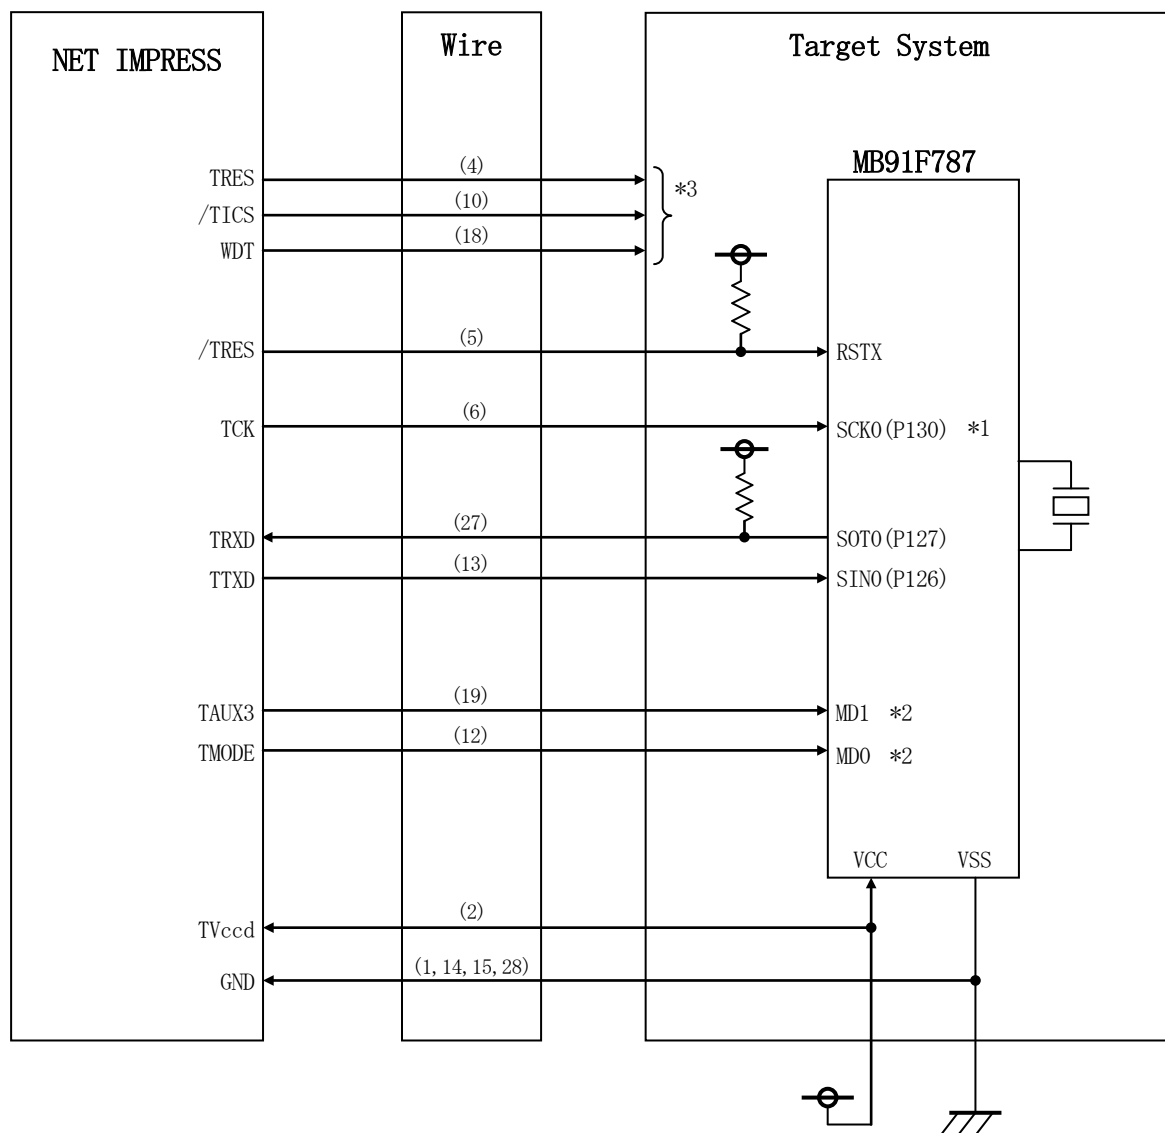 NET IMPRESS
Wire
Target System
MB91F787
TRES
(4)
*3
/TICS
(10)
WDT
(18)
/TRES
(5)
RSTX
TCK
(6)
SCK0(P130) *1
TRXD
(27)
SOT0(P127)
TTXD
(13)
SIN0(P126)
TAUX3
(19)
MD1 *2
TMODE
(12)
MD0 *2
VCC
VSS
TVccd
(2)
GND
(1,14,15,28)